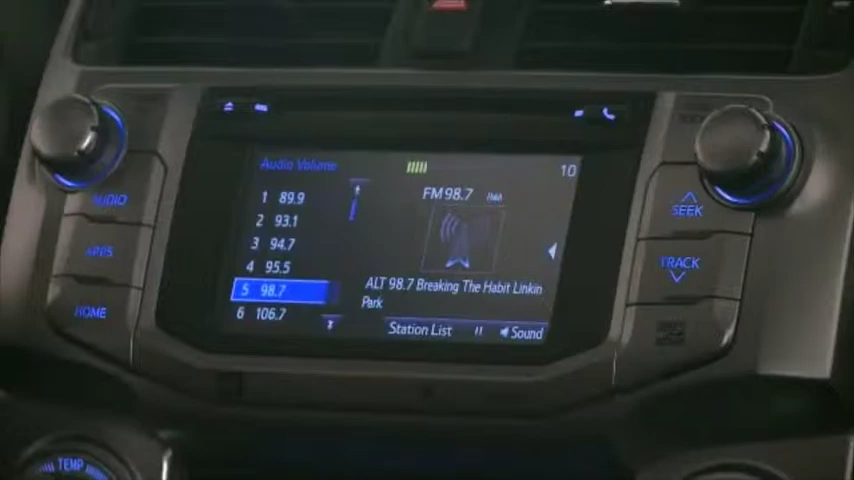 Audio Volume 10
1 89.9
2 93.1
3 94.7
4 95.5
5 98.7
6 106.7
FM 98.7
ALT 98.7 Breaking The Habit Linkin
Park
Station List
Sound
AUDIO
APPS
HOME
SEEK
TRACK
TEMP